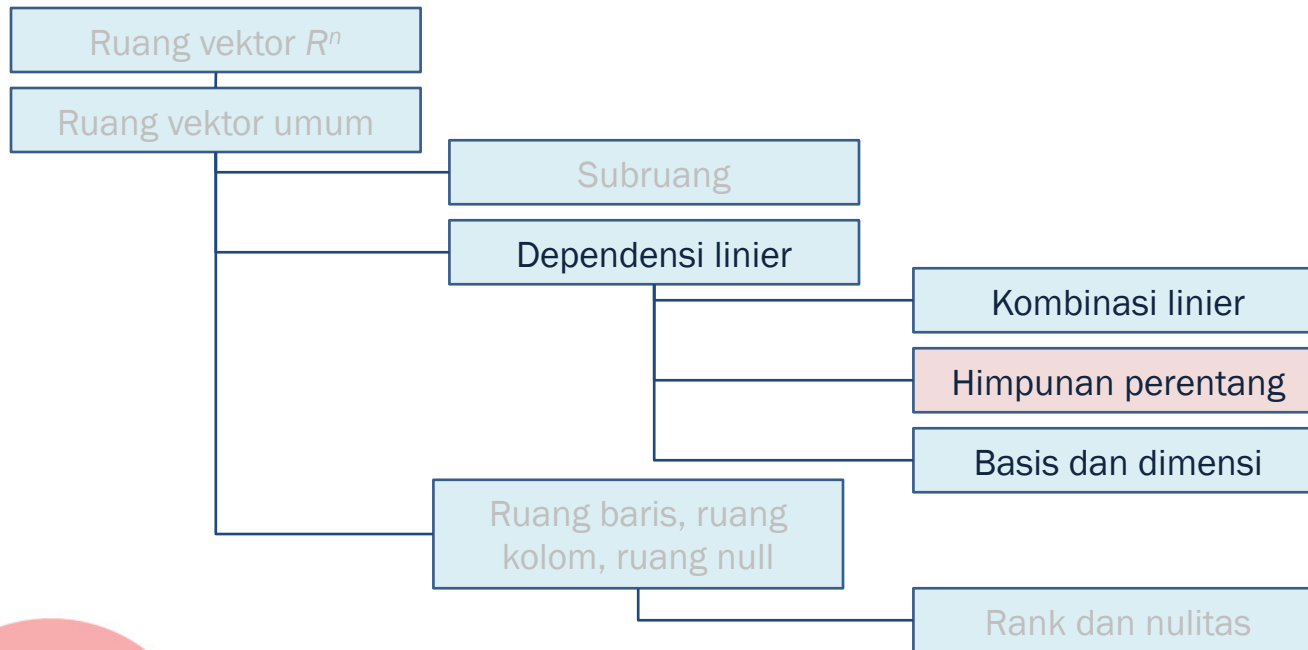 Ruang vektor Rⁿ
Ruang vektor umum
Subruang
Dependensi linier
Kombinasi linier
Himpunan perentang
Basis dan dimensi
Ruang baris, ruang
kolom, ruang null
Rank dan nulitas